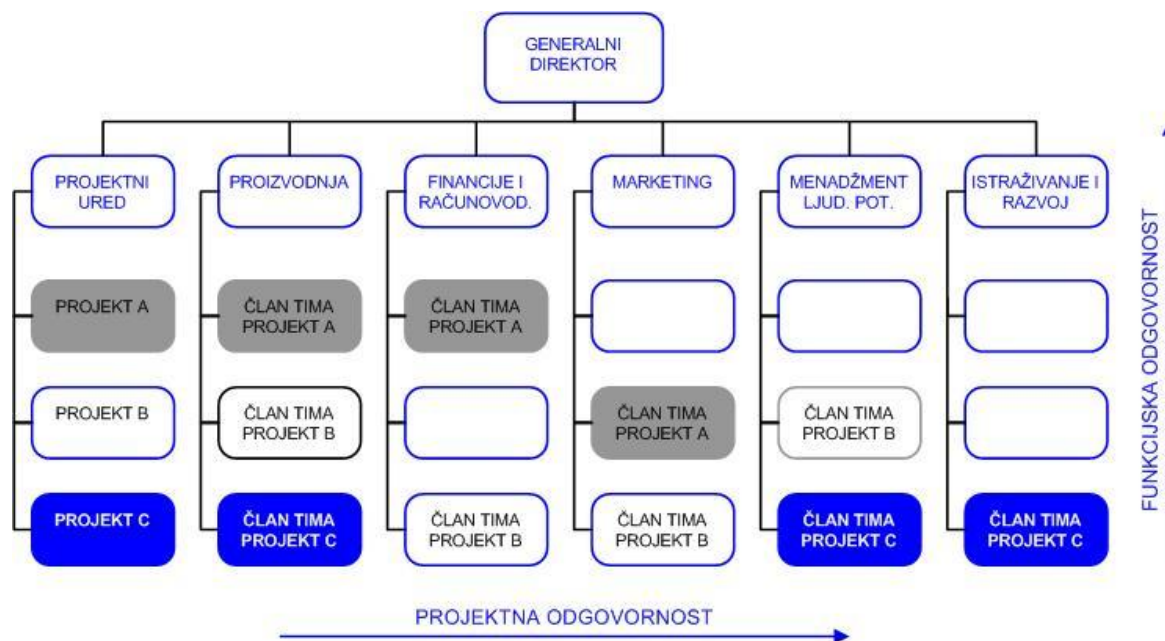 GENERALNI
DIREKTOR
PROJEKTNI
URED
PROIZVODNJA
FINANCIJE I
RAČUNOVOD.
MARKETING
MENADŽMENT
LJUD. POT.
ISTRAŽIVANJE I
RAZVOJ
PROJEKT A
ČLAN TIMA
PROJEKT A
ČLAN TIMA
PROJEKT A
PROJEKT B
ČLAN TIMA
PROJEKT B
ČLAN TIMA
PROJEKT A
ČLAN TIMA
PROJEKT B
PROJEKT C
ČLAN TIMA
PROJEKT C
ČLAN TIMA
PROJEKT B
ČLAN TIMA
PROJEKT B
ČLAN TIMA
PROJEKT C
ČLAN TIMA
PROJEKT C
FUNKCIJSKA ODGOVORNOST
PROJEKTNA ODGOVORNOST